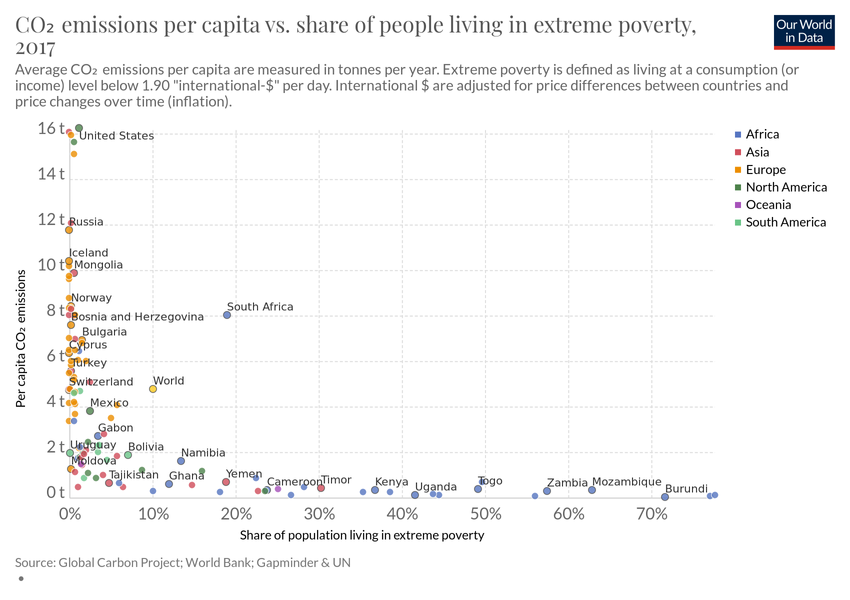 CO₂ emissions per capita vs. share of people living in extreme poverty,
2017
Our World
in Data
Average CO₂ emissions per capita are measured in tonnes per year. Extreme poverty is defined as living at a consumption (or
income) level below 1.90 "international-$" per day. International $ are adjusted for price differences between countries and
price changes over time (inflation).
16 t
United States
14 t
12 t
Russia
Iceland
10 t
Mongolia
Norway
South Africa
8 t
Bosnia and Herzegovina
Bulgaria
Cyprus
6 t
Turkey
Switzerland
World
4 t
Mexico
Gabon
2 t
Uruguay
Bolivia
Namibia
Moldova
Tajikistan
Ghana
Yemen
Cameroon
Timor
Kenya
Uganda
Togo
Zambia
Mozambique
Burundi
0 t
0%
10%
20%
30%
40%
50%
60%
70%
Per capita CO₂ emissions
Share of population living in extreme poverty
Africa
Asia
Europe
North America
Oceania
South America
Source: Global Carbon Project; World Bank; Gapminder & UN